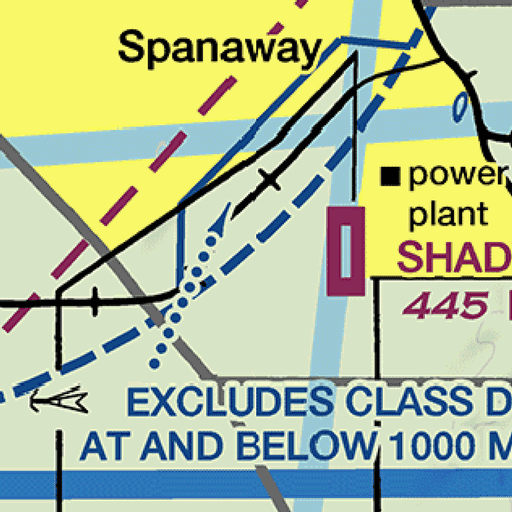 Spanaway
power
plant
SHAD
445
EXCLUDES CLASS D
AT AND BELOW 1000 M